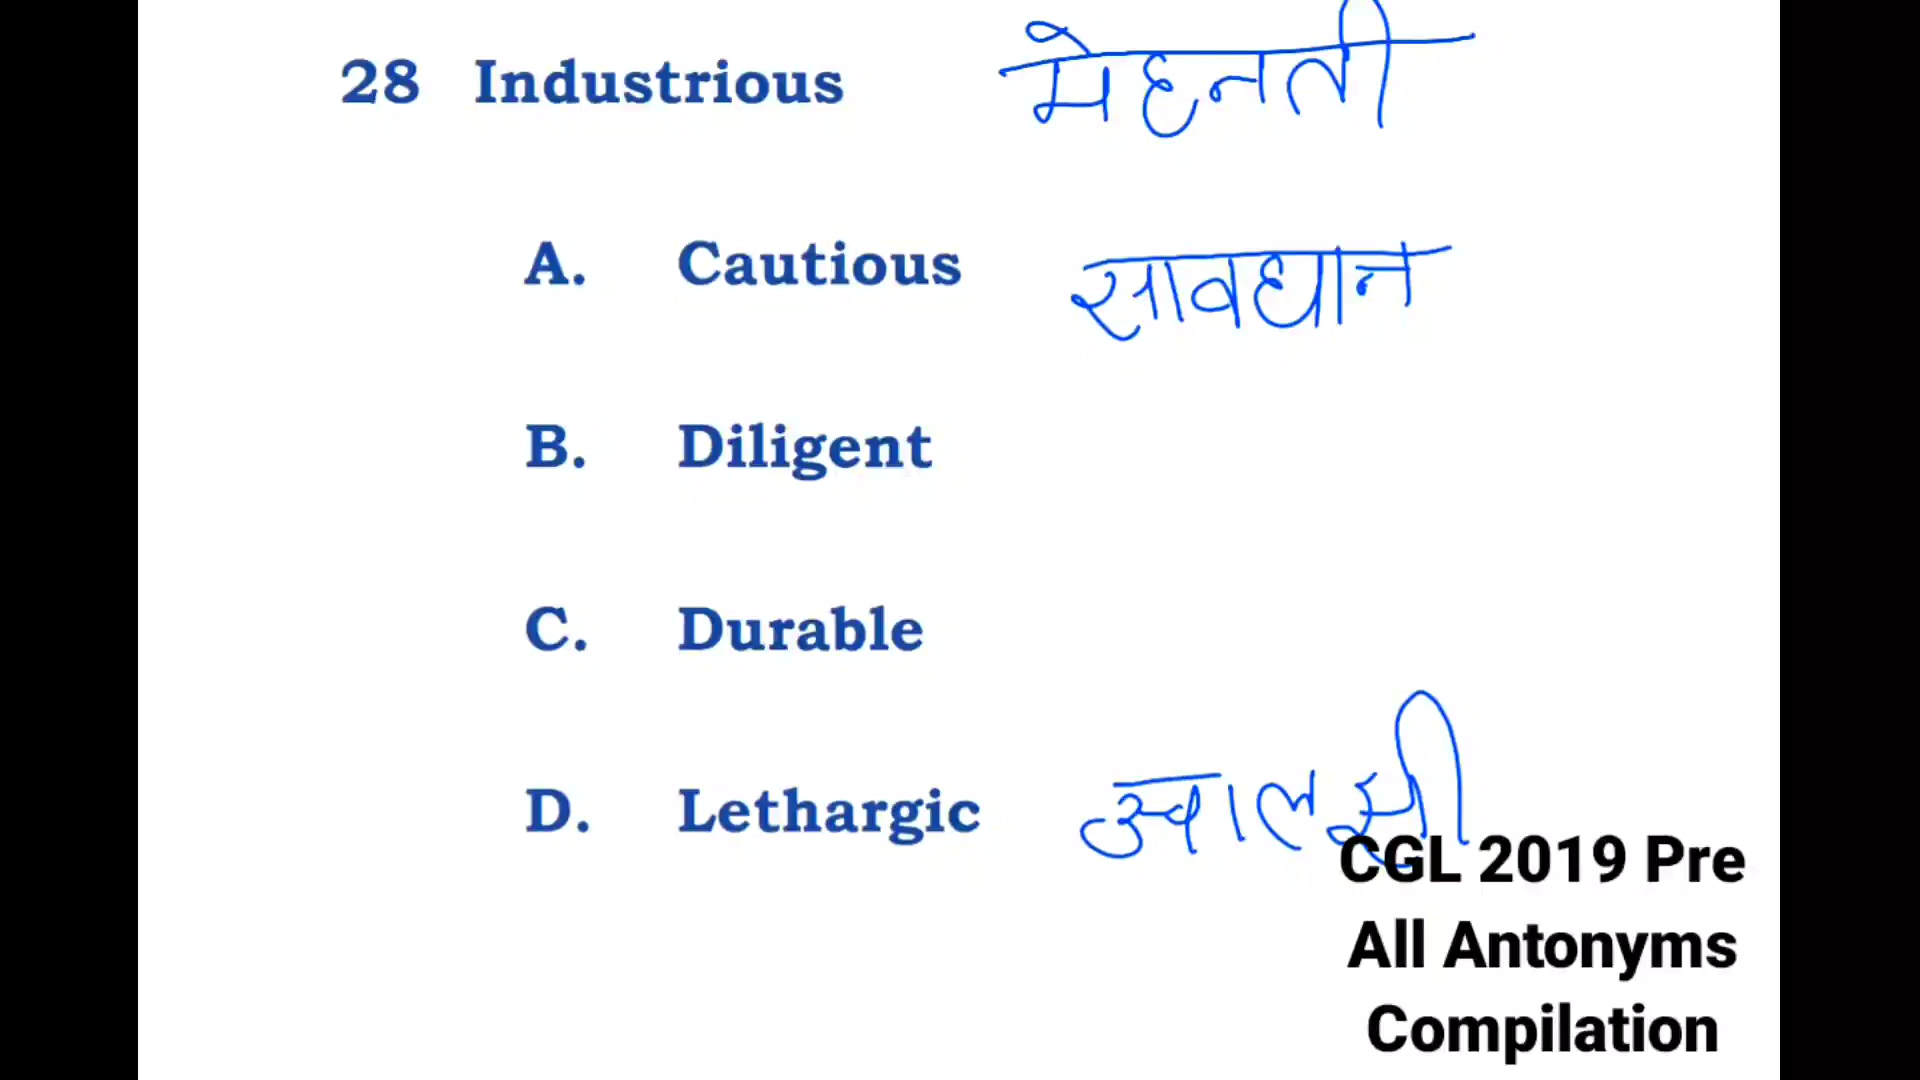 28 Industrious मेहनती
A. Cautious सावधान
B. Diligent
C. Durable
D. Lethargic आलसी
CGL 2019 Pre
All Antonyms
Compilation